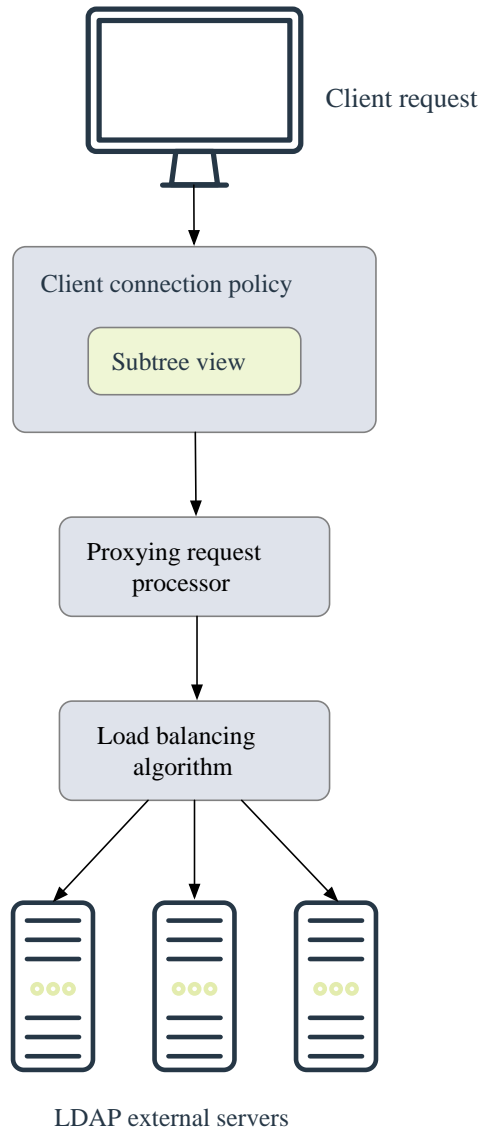 Client request
Client connection policy
Subtree view
Proxying request
processor
Load balancing
algorithm
LDAP external servers